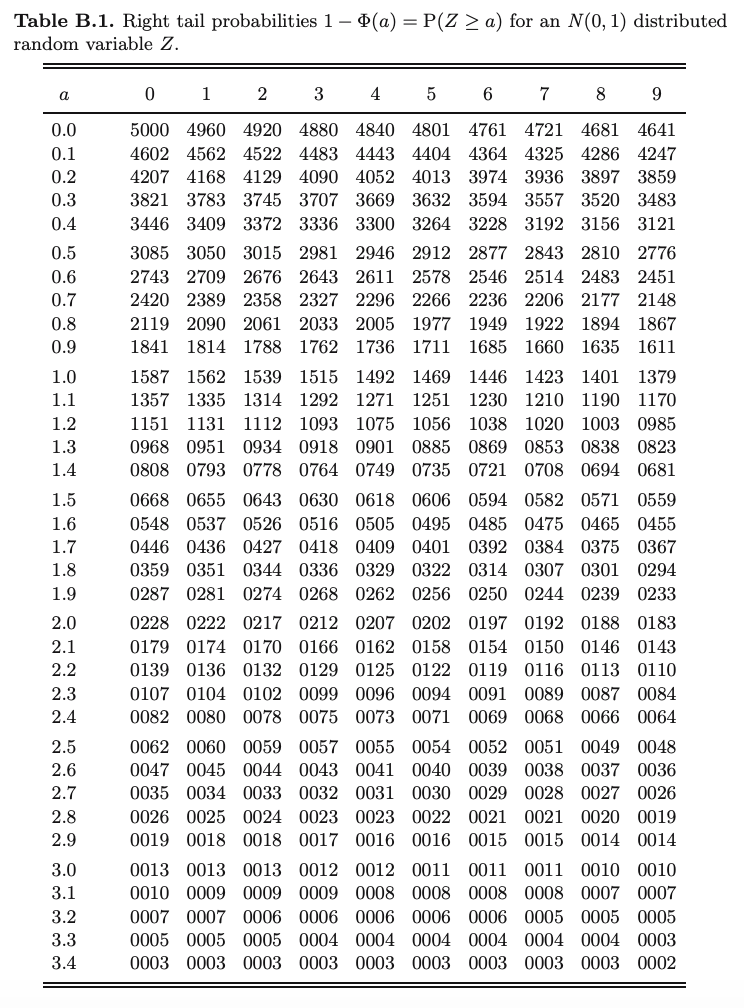 Table B.1. Right tail probabilities 1 − Φ(a) = P(Z ≥ a) for an N(0, 1) distributed
random variable Z.
a 0 1 2 3 4 5 6 7 8 9
0.0 5000 4960 4920 4880 4840 4801 4761 4721 4681 4641
0.1 4602 4562 4522 4483 4443 4404 4364 4325 4286 4247
0.2 4207 4168 4129 4090 4052 4013 3974 3936 3897 3859
0.3 3821 3783 3745 3707 3669 3632 3594 3557 3520 3483
0.4 3446 3409 3372 3336 3300 3264 3228 3192 3156 3121
0.5 3085 3050 3015 2981 2946 2912 2877 2843 2810 2776
0.6 2743 2709 2676 2643 2611 2578 2546 2514 2483 2451
0.7 2420 2389 2358 2327 2296 2266 2236 2206 2177 2148
0.8 2119 2090 2061 2033 2005 1977 1949 1922 1894 1867
0.9 1841 1814 1788 1762 1736 1711 1685 1660 1635 1611
1.0 1587 1562 1539 1515 1492 1469 1446 1423 1401 1379
1.1 1357 1335 1314 1292 1271 1251 1230 1210 1190 1170
1.2 1151 1131 1112 1093 1075 1056 1038 1020 1003 0985
1.3 0968 0951 0934 0918 0901 0885 0869 0853 0838 0823
1.4 0808 0793 0778 0764 0749 0735 0721 0708 0694 0681
1.5 0668 0655 0643 0630 0618 0606 0594 0582 0571 0559
1.6 0548 0537 0526 0516 0505 0495 0485 0475 0465 0455
1.7 0446 0436 0427 0418 0409 0401 0392 0384 0375 0367
1.8 0359 0351 0344 0336 0329 0322 0314 0307 0301 0294
1.9 0287 0281 0274 0268 0262 0256 0250 0244 0239 0233
2.0 0228 0222 0217 0212 0207 0202 0197 0192 0188 0183
2.1 0179 0174 0170 0166 0162 0158 0154 0150 0146 0143
2.2 0139 0136 0132 0129 0125 0122 0119 0116 0113 0110
2.3 0107 0104 0102 0099 0096 0094 0091 0089 0087 0084
2.4 0082 0080 0078 0075 0073 0071 0069 0068 0066 0064
2.5 0062 0060 0059 0057 0055 0054 0052 0051 0049 0048
2.6 0047 0045 0044 0043 0041 0040 0039 0038 0037 0036
2.7 0035 0034 0033 0032 0031 0030 0029 0028 0027 0026
2.8 0026 0025 0024 0023 0023 0022 0021 0021 0020 0019
2.9 0019 0018 0018 0017 0016 0016 0015 0015 0014 0014
3.0 0013 0013 0013 0012 0012 0011 0011 0011 0010 0010
3.1 0010 0009 0009 0009 0008 0008 0008 0008 0007 0007
3.2 0007 0007 0006 0006 0006 0006 0006 0005 0005 0005
3.3 0005 0005 0005 0004 0004 0004 0004 0004 0004 0003
3.4 0003 0003 0003 0003 0003 0003 0003 0003 0003 0002